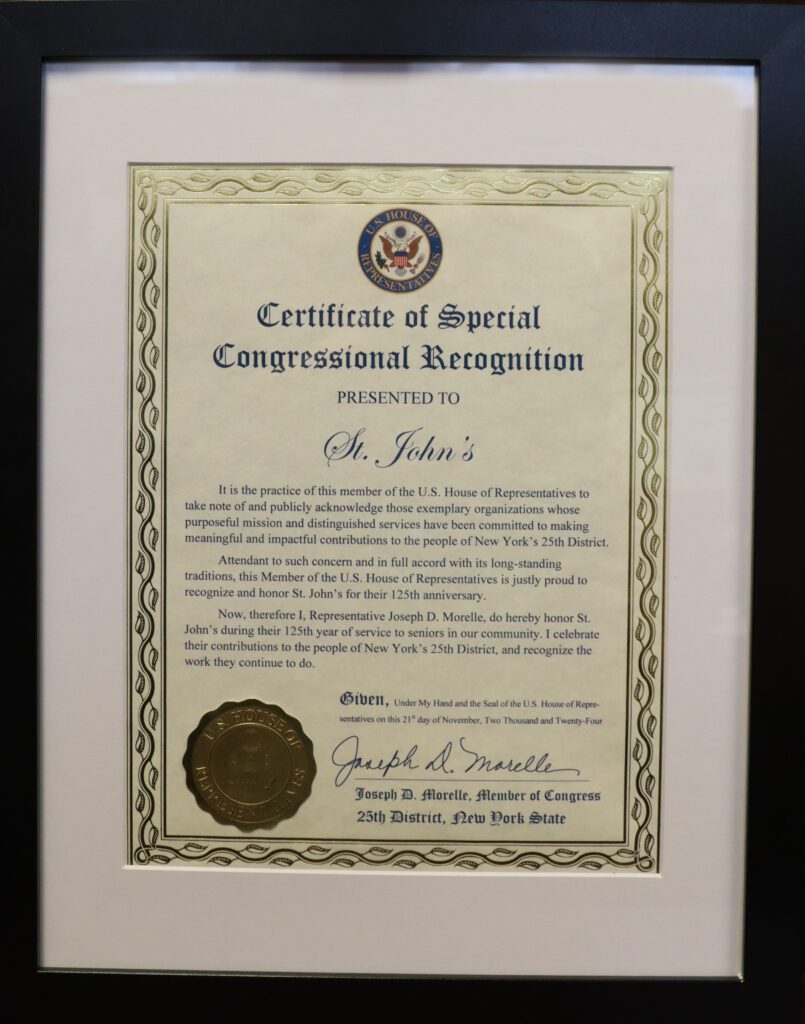 U.S. HOUSE OF REPRESENTATIVES
Certificate of Special
Congressional Recognition
PRESENTED TO
St. John's
It is the practice of this member of the U.S. House of Representatives to
take note of and publicly acknowledge those exemplary organizations whose
purposeful mission and distinguished services have been committed to making
meaningful and impactful contributions to the people of New York's 25th District.
Attendant to such concern and in full accord with its long-standing
traditions, this Member of the U.S. House of Representatives is justly proud to
recognize and honor St. John's for their 125th anniversary.
Now, therefore I, Representative Joseph D. Morelle, do hereby honor St.
John's during their 125th year of service to seniors in our community. I celebrate
their contributions to the people of New York's 25th District, and recognize the
work they continue to do.
Given, Under My Hand and the Seal of the U.S. House of Repre-
sentatives on this 21st day of November, Two Thousand and Twenty-Four
U.S. HOUSE OF REPRESENTATIVES
Joseph D. Morelle
Joseph D. Morelle, Member of Congress
25th District, New York State